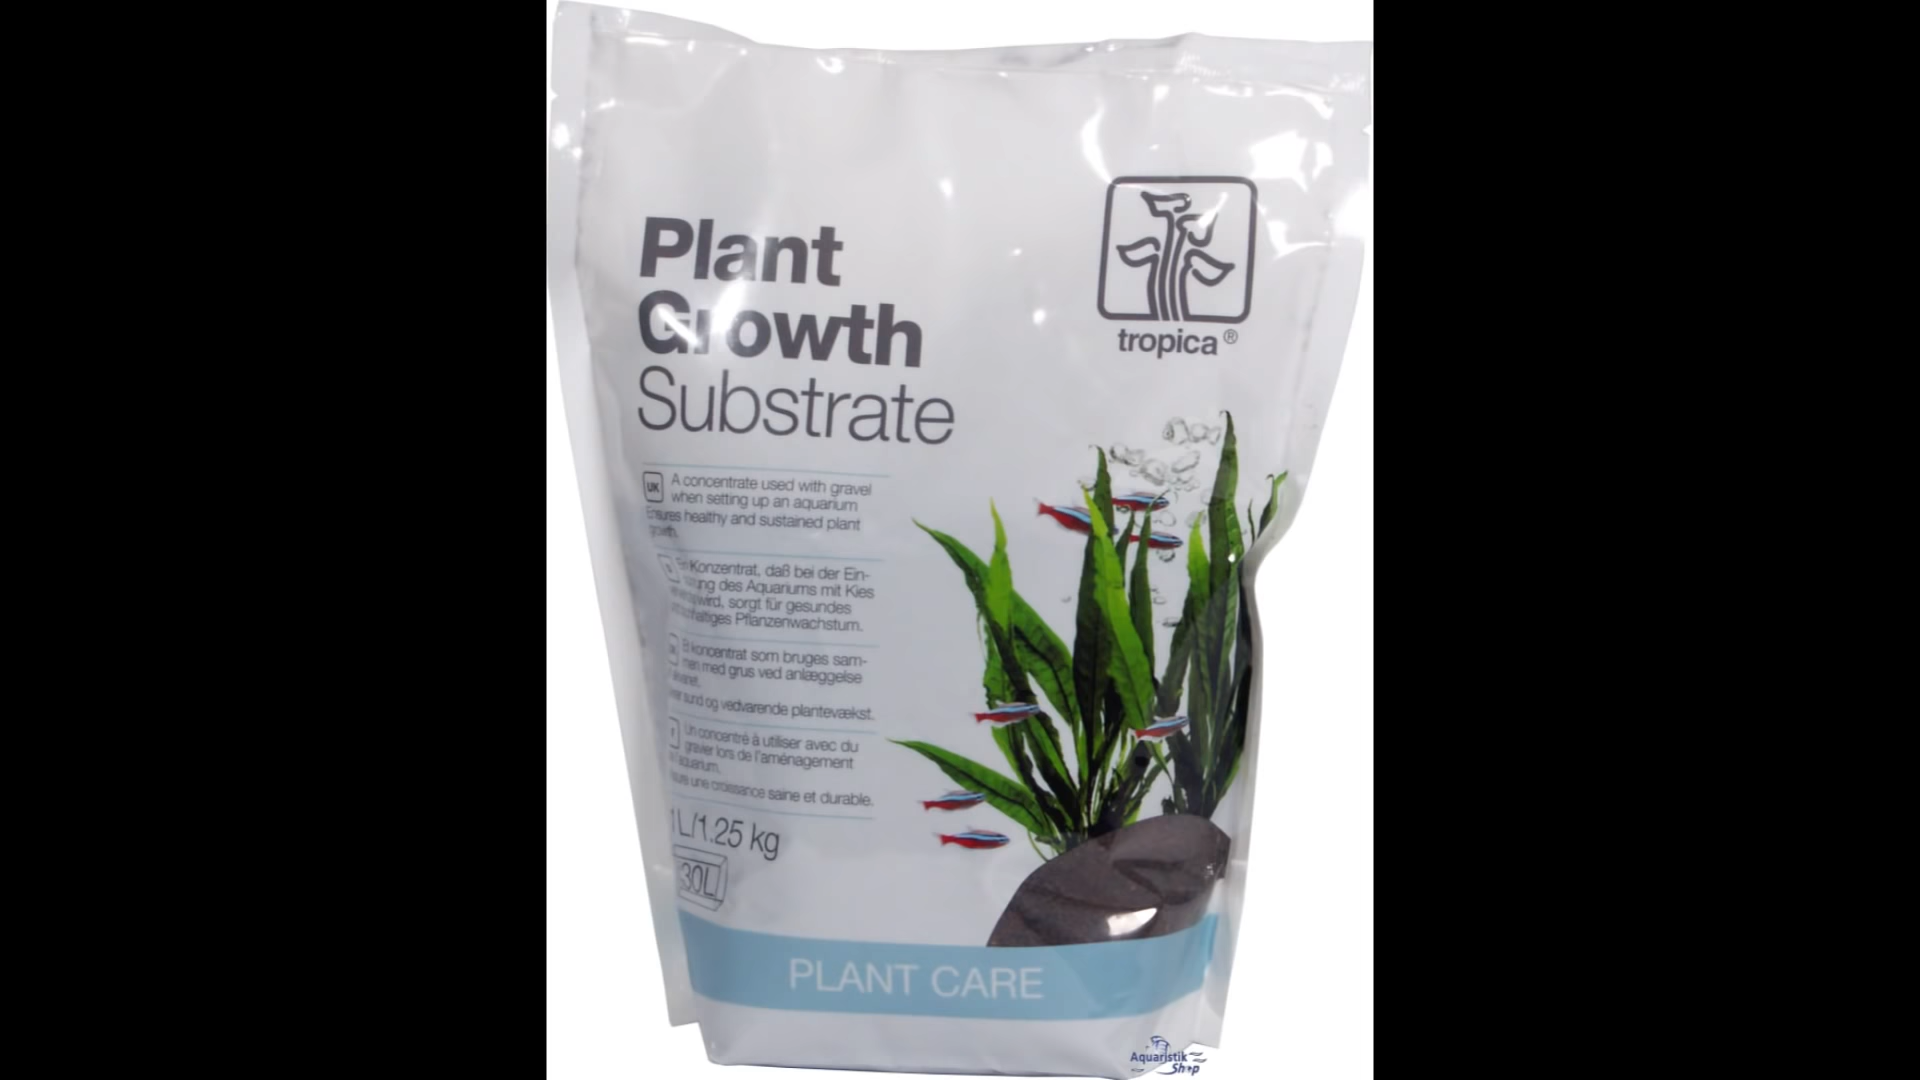 Plant
Growth
Substrate
tropica®
UK A concentrate used with gravel
when setting up an aquarium
Ensures healthy and sustained plant
growth.
Konzentrat, daß bei der Ein-
des Aquariums mit Kies
wird, sorgt für gesundes
Pflanzenwachstum.
Et koncentrat som bruges sam-
men med grus ved anlæggelse
sund og vedvarende plantevækst.
Un concentré à utiliser avec du
gravier lors de l'aménagement
l'aquarium.
une croissance saine et durable.
1L/1.25 kg
30L
PLANT CARE
Aquaristik
Shop